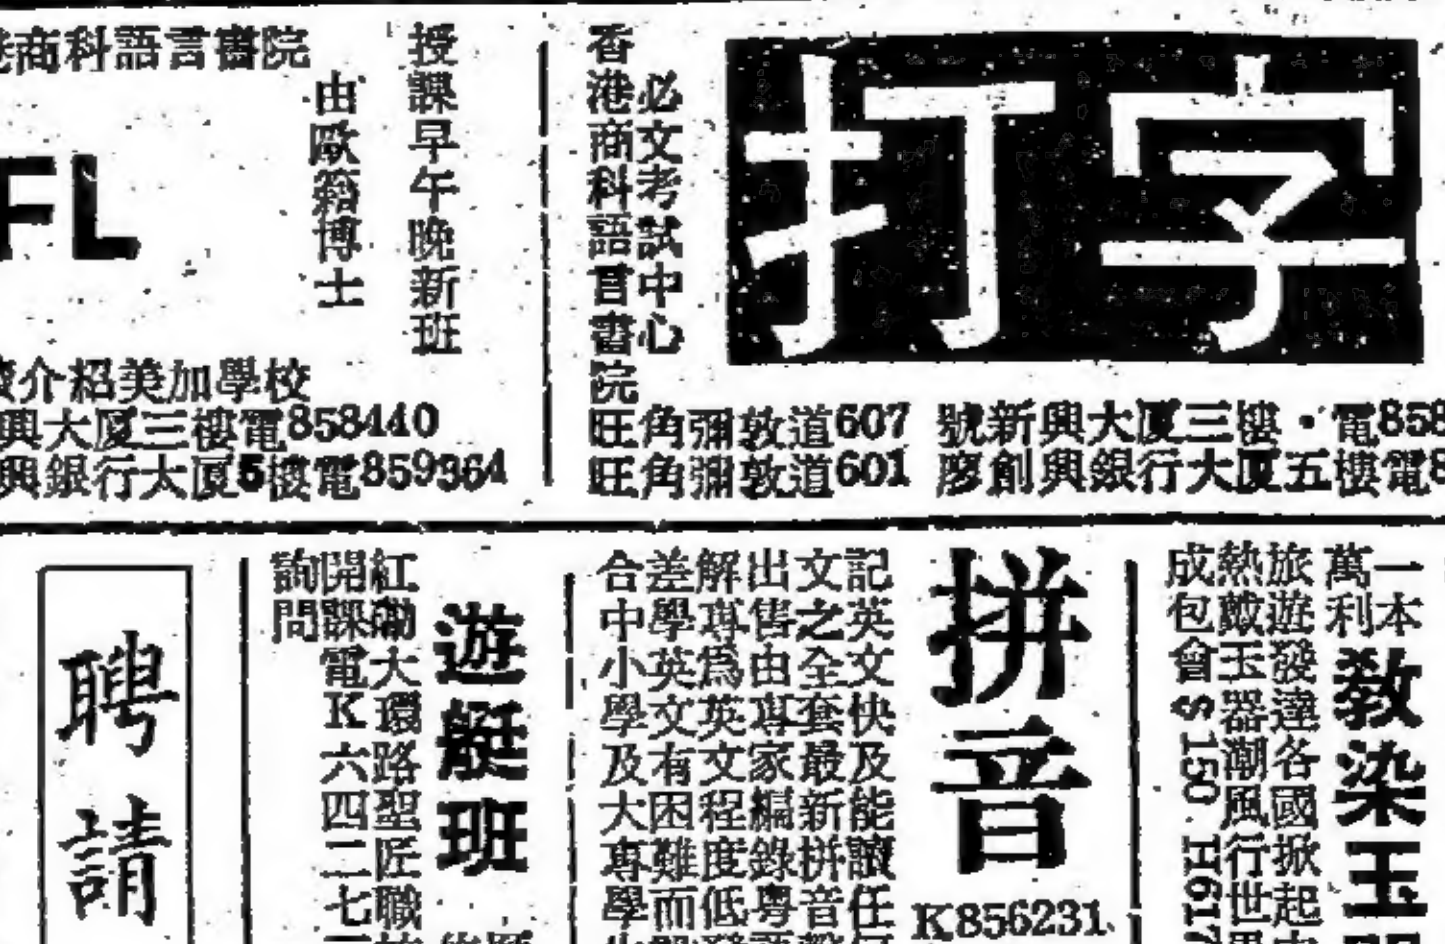 商科語言書院
授課早午晚新班
由歐籍博士
FL
介紹美加學校
興大厦三樓電858440
興銀行大厦5樓電859364
打字
必文考試中心
香港商科語言書院
旺角彌敦道607 號新興大厦三樓·電858
旺角彌敦道601 廖創興銀行大厦五樓電8
一本
萬利
教染玉
旅遊發達各國掀起
熱戴玉器潮風行世
成包會$150 H617
拼音
K856231
記英文快及能讀任
文之全套最新拼音
出售由專家編錄粵
解專為英文程度低
差學英文有困難而
合中小學及大專學
遊艇班
紅磡大環路聖匠職
開課電K六四二七
詢問
聘請